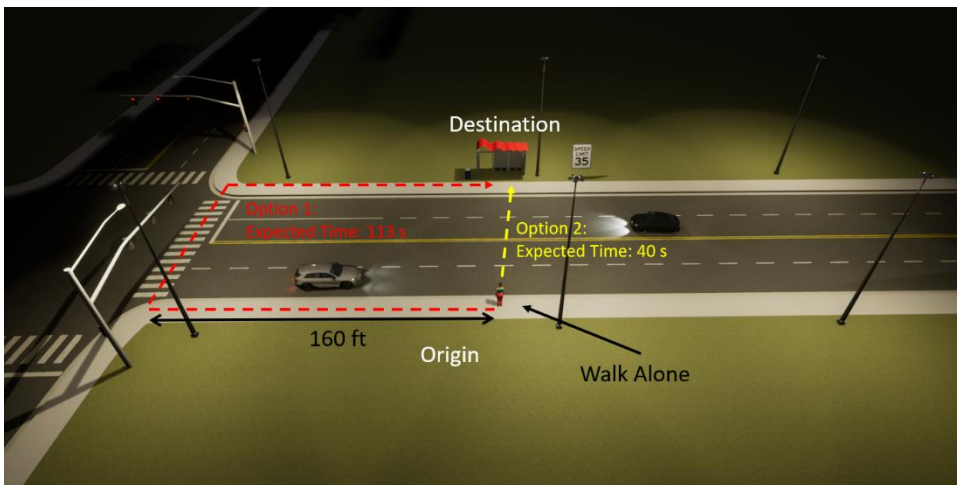 Destination
SPEED
LIMIT
35
Option 1:
Expected Time: 113 s
Option 2:
Expected Time: 40 s
160 ft
Origin
Walk Alone